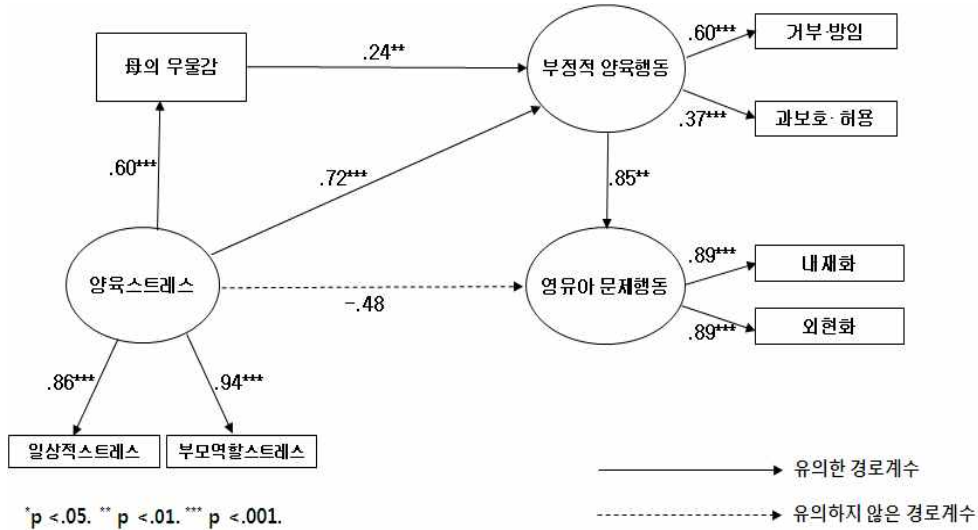 .60***
거부·방임
母의 우울감
.24**
부정적 양육행동
.37***
과보호·허용
.60***
.72***
.85**
양육스트레스
-.48
영유아 문제행동
.89***
내재화
.89***
외현화
.86***
.94***
일상적스트레스
부모역할스트레스
유의한 경로계수
유의하지 않은 경로계수
*p <.05. ** p <.01. *** p <.001.